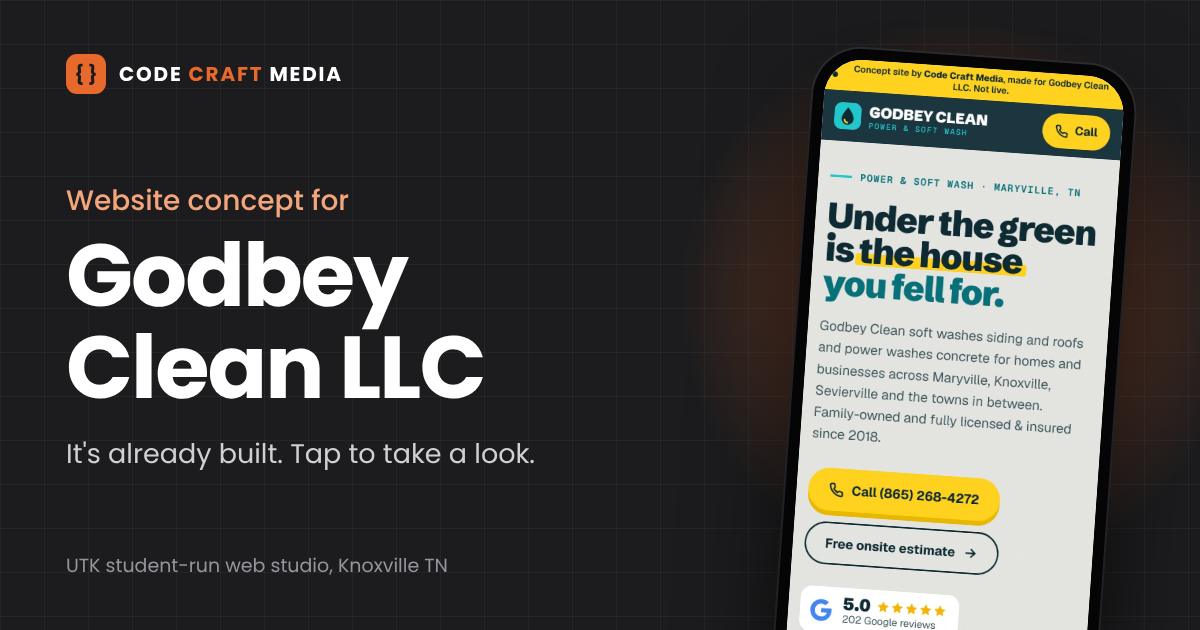 { } CODE CRAFT MEDIA
Website concept for
Godbey
Clean LLC
It's already built. Tap to take a look.
UTK student-run web studio, Knoxville TN
Concept site by Code Craft Media, made for Godbey Clean
LLC. Not live.
GODBEY CLEAN
POWER & SOFT WASH
Call
POWER & SOFT WASH · MARYVILLE, TN
Under the green
is the house
you fell for.
Godbey Clean soft washes siding and roofs
and power washes concrete for homes and
businesses across Maryville, Knoxville,
Sevierville and the towns in between.
Family-owned and fully licensed & insured
since 2018.
Call (865) 268-4272
Free onsite estimate →
G 5.0 ★★★★★
202 Google reviews